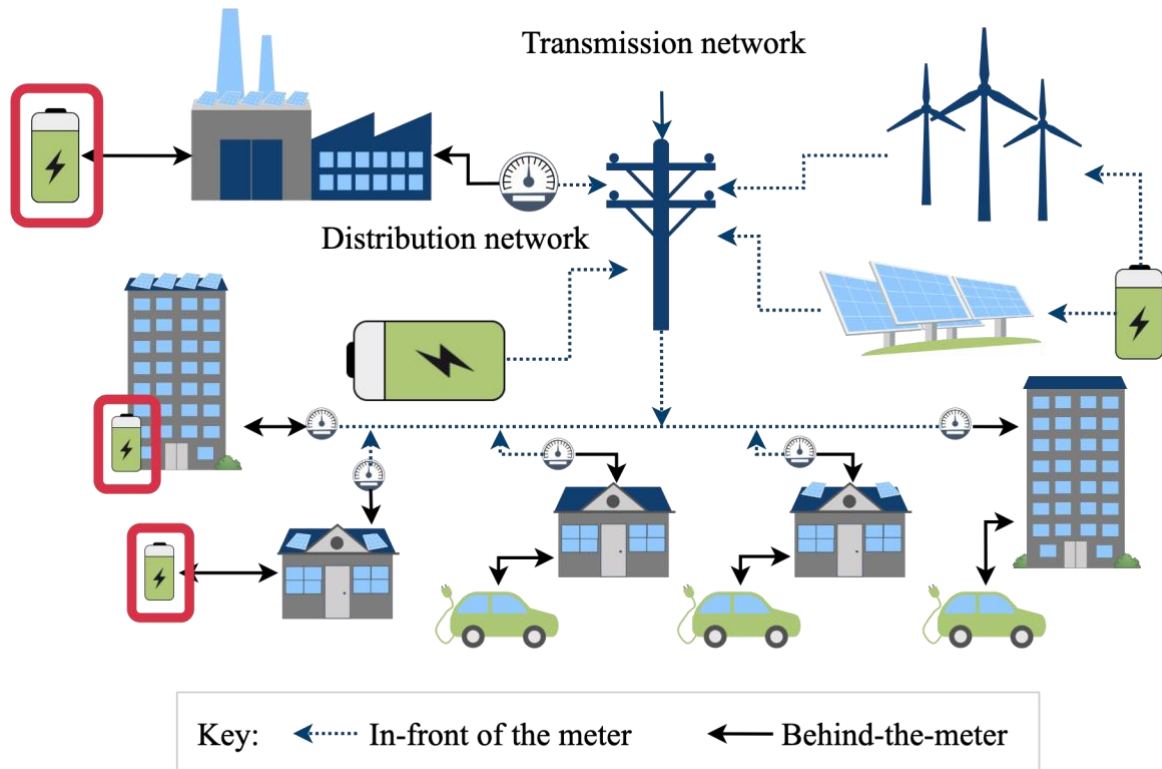 Transmission network
Distribution network
Key:
In-front of the meter
Behind-the-meter